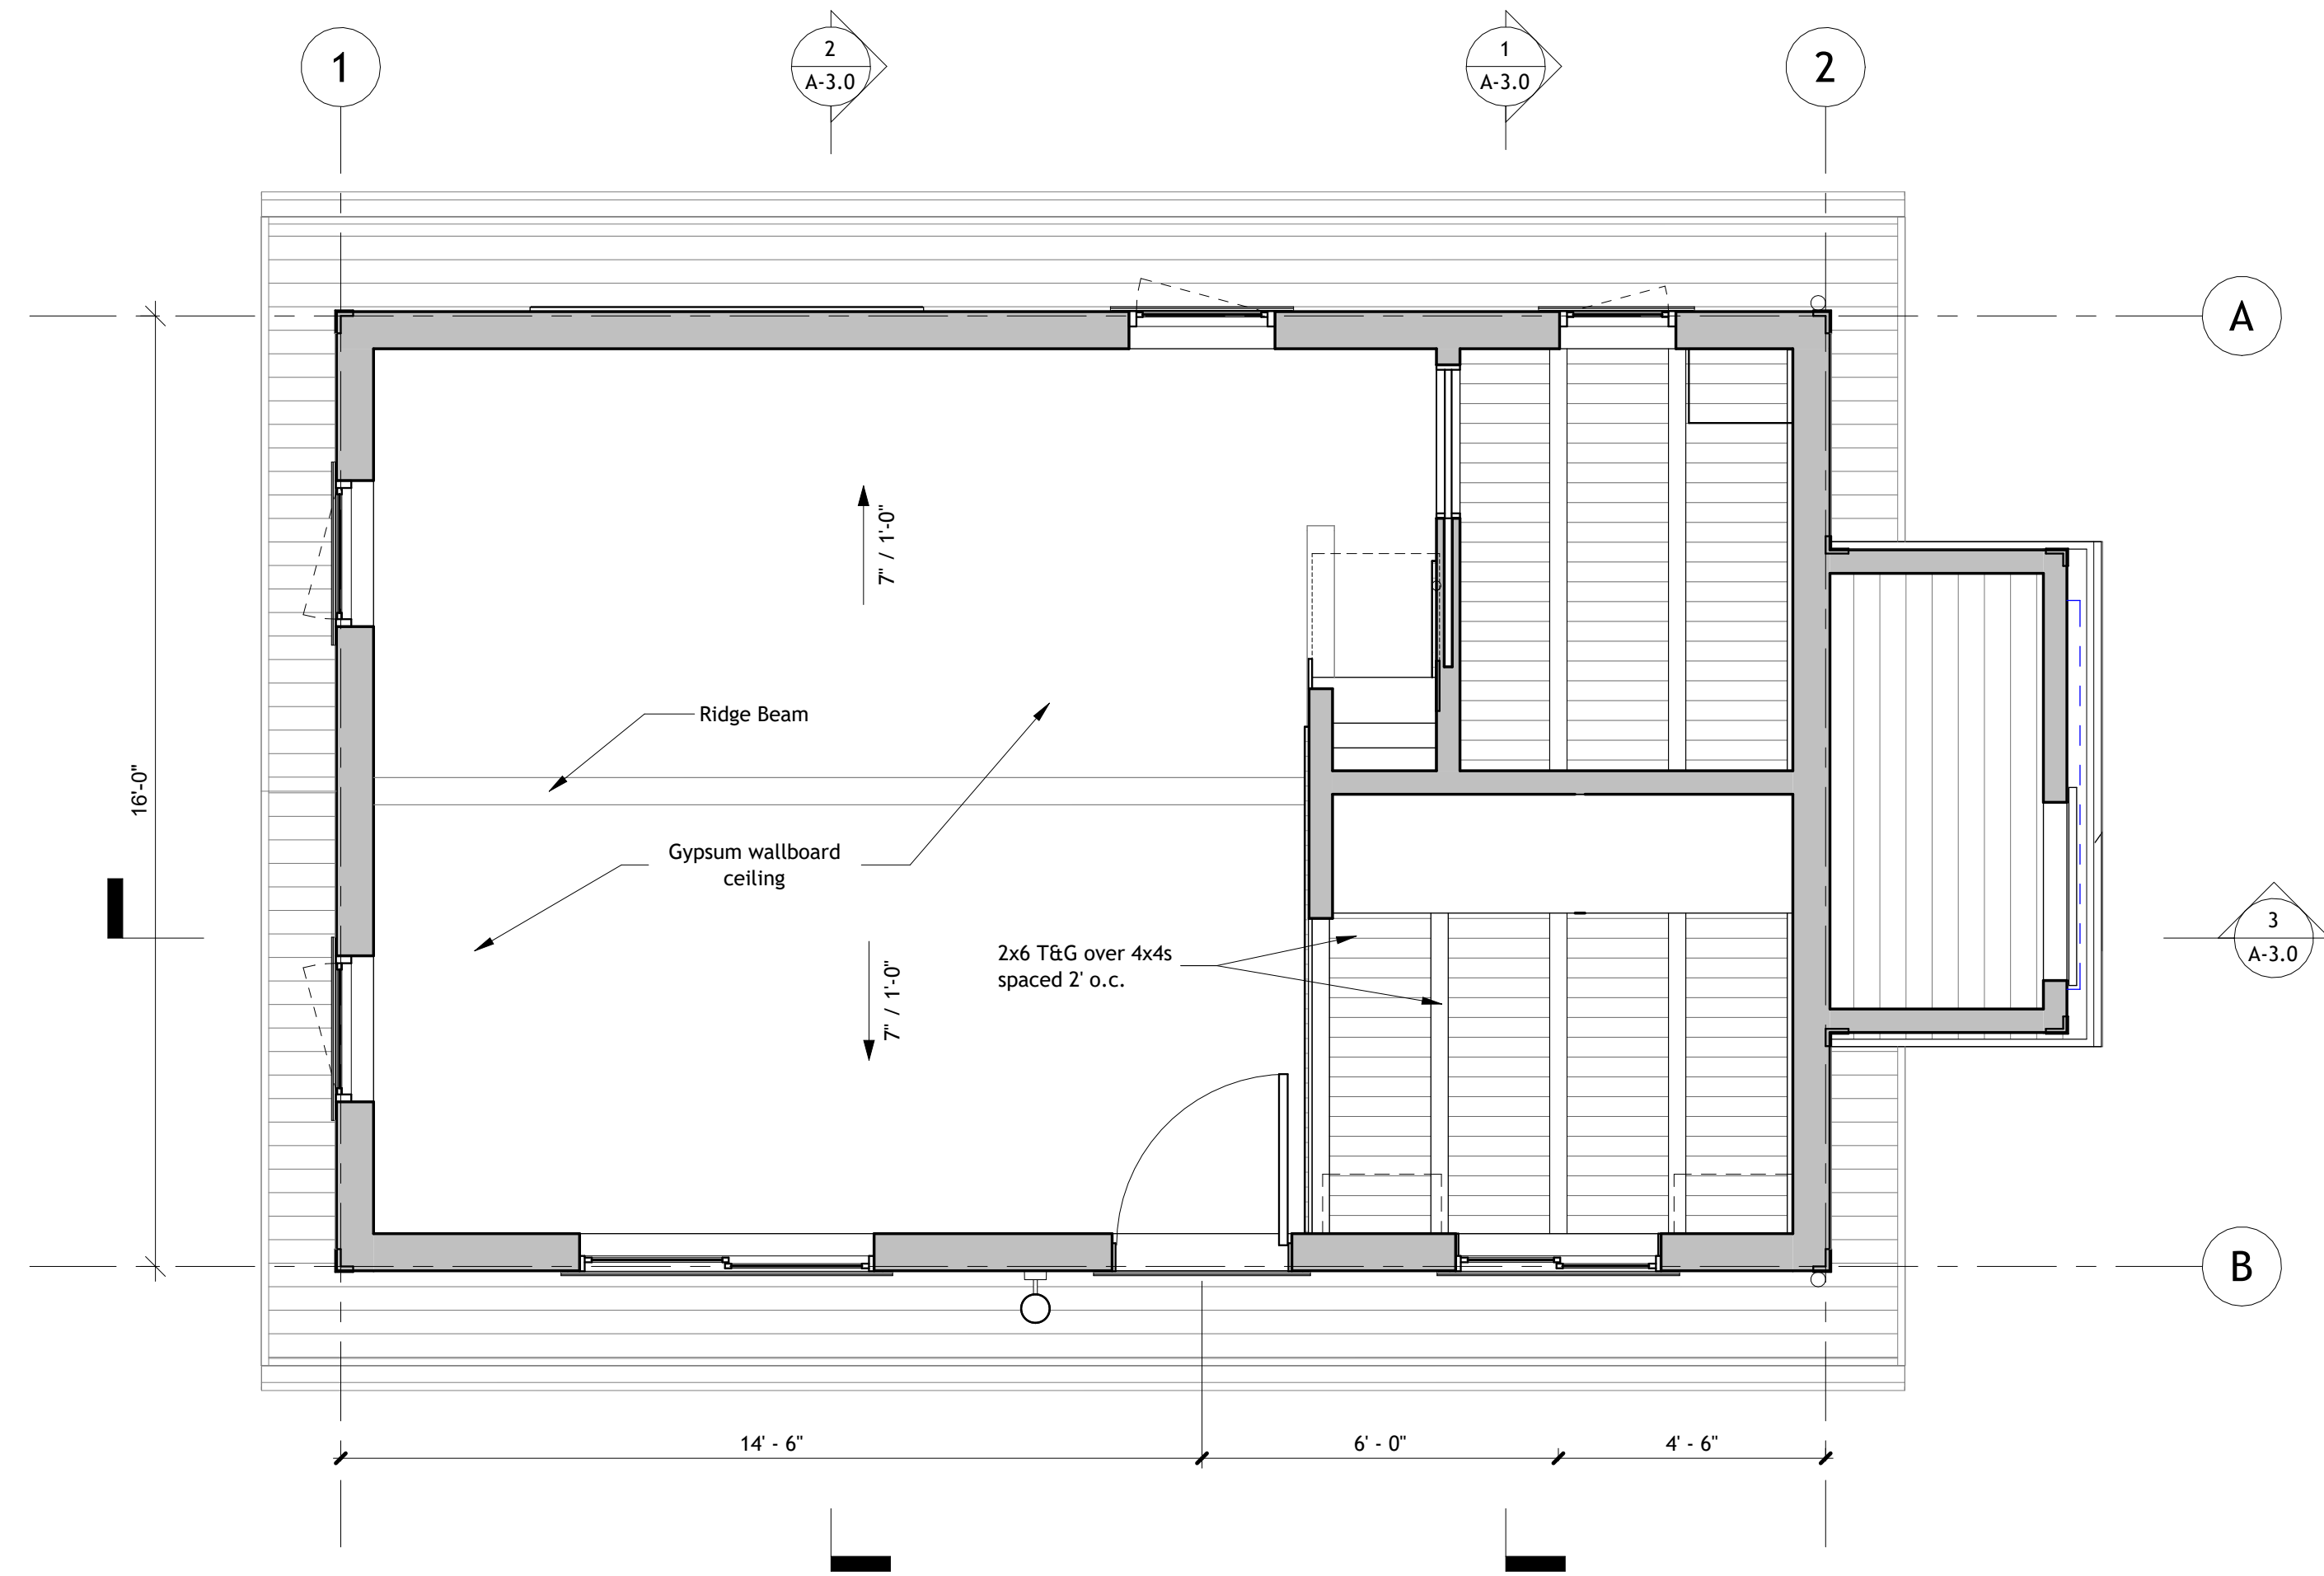 1
2
A-3.0
1
A-3.0
2
A
7" / 1'-0"
Ridge Beam
16'-0"
Gypsum wallboard
ceiling
3
A-3.0
2x6 T&G over 4x4s
spaced 2' o.c.
7" / 1'-0"
B
14' - 6"
6' - 0"
4' - 6"